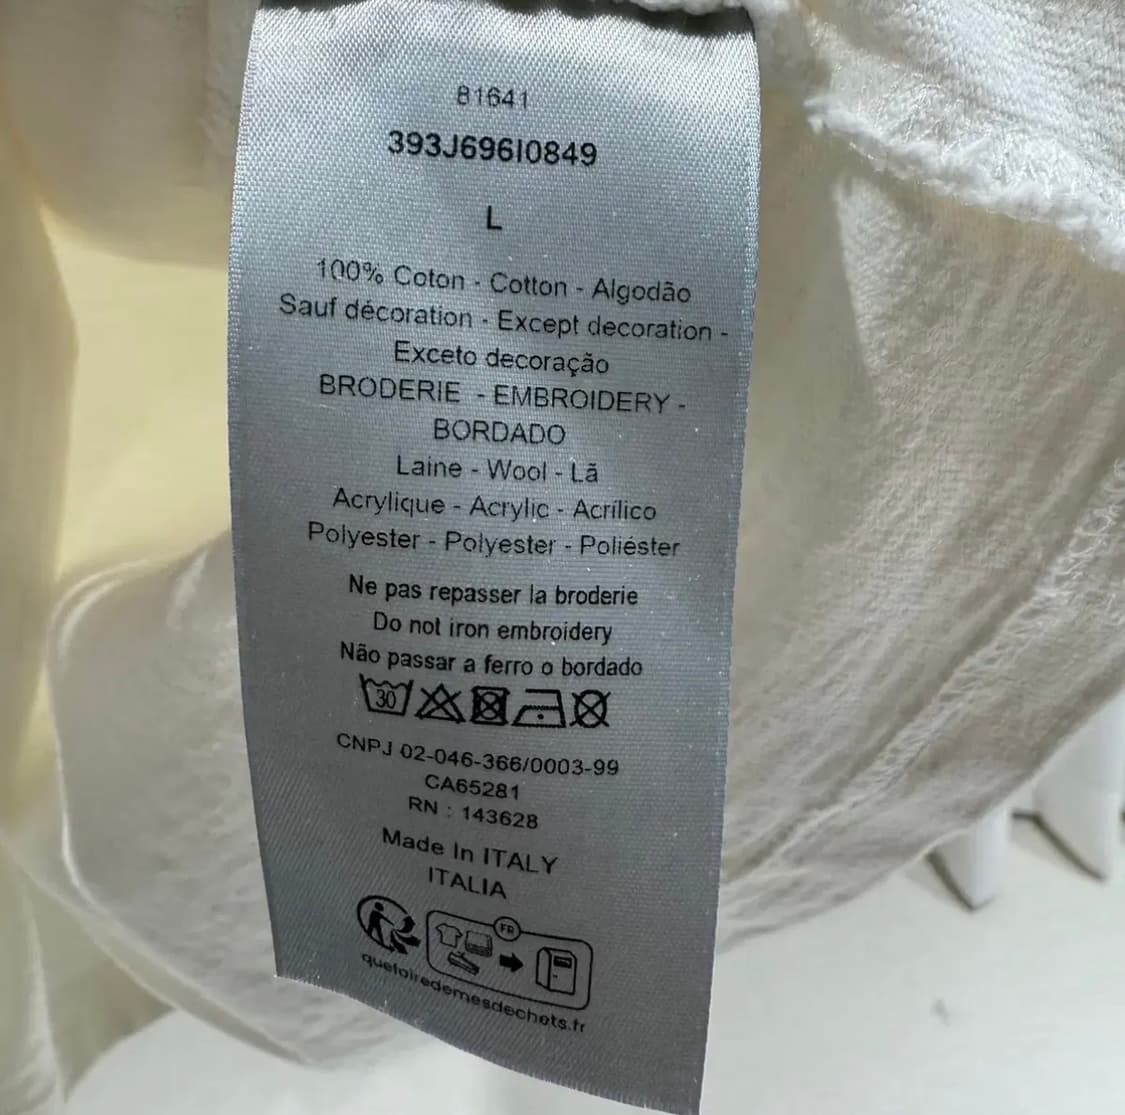 81641
393J696I0849
L
100% Coton - Cotton - Algodão
Sauf décoration - Except decoration -
Exceto decoração
BRODERIE - EMBROIDERY -
BORDADO
Laine - Wool - Lã
Acrylique - Acrylic - Acrílico
Polyester - Polyester - Poliéster
Ne pas repasser la broderie
Do not iron embroidery
Não passar a ferro o bordado
30
CNPJ 02-046-366/0003-99
CA65281
RN : 143628
Made In ITALY
ITALIA
FR
quefairedemesdechets.fr